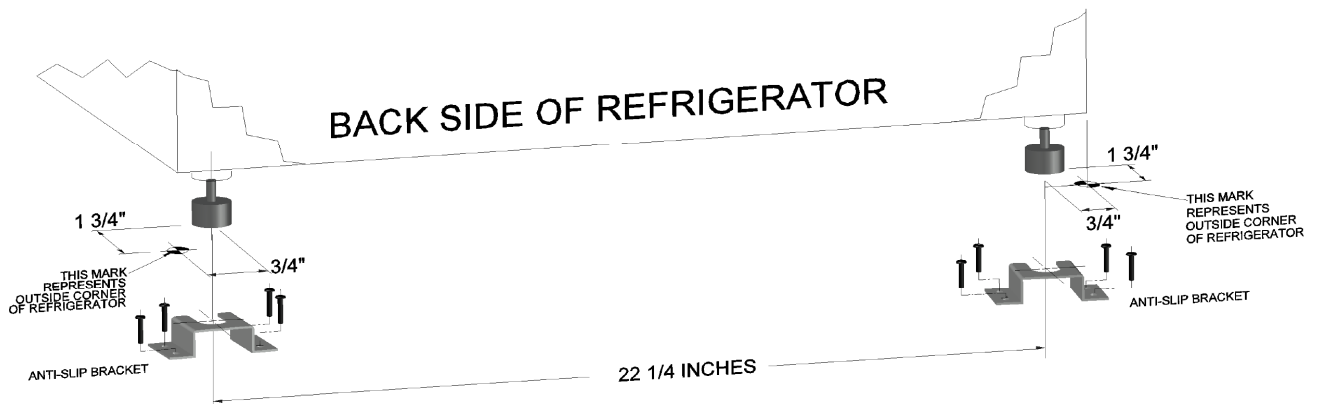 BACK SIDE OF REFRIGERATOR
1 3/4"
3/4"
THIS MARK
REPRESENTS
OUTSIDE CORNER
OF REFRIGERATOR
ANTI-SLIP BRACKET
1 3/4"
3/4"
THIS MARK
REPRESENTS
OUTSIDE CORNER
OF REFRIGERATOR
ANTI-SLIP BRACKET
22 1/4 INCHES